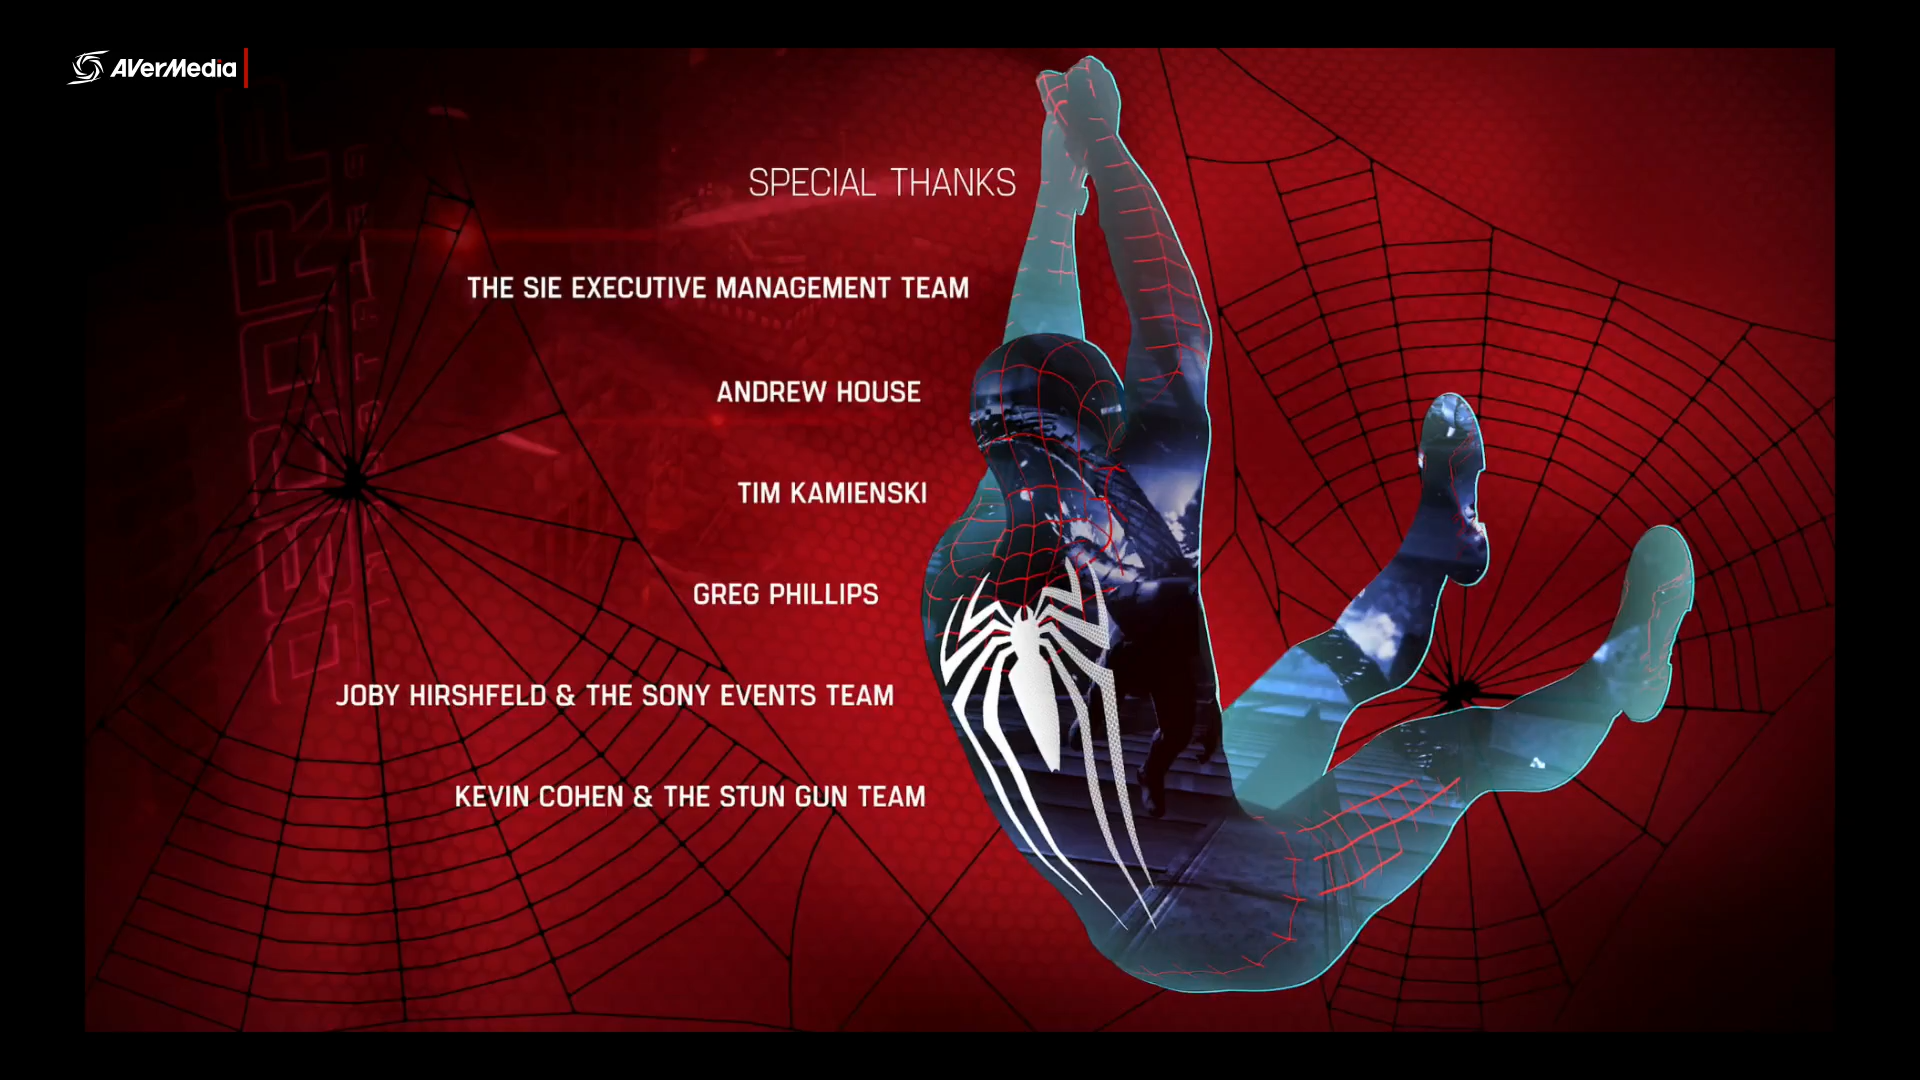 AVerMedia
SPECIAL THANKS
THE SIE EXECUTIVE MANAGEMENT TEAM
ANDREW HOUSE
TIM KAMIENSKI
GREG PHILLIPS
JOBY HIRSHFELD & THE SONY EVENTS TEAM
KEVIN COHEN & THE STUN GUN TEAM